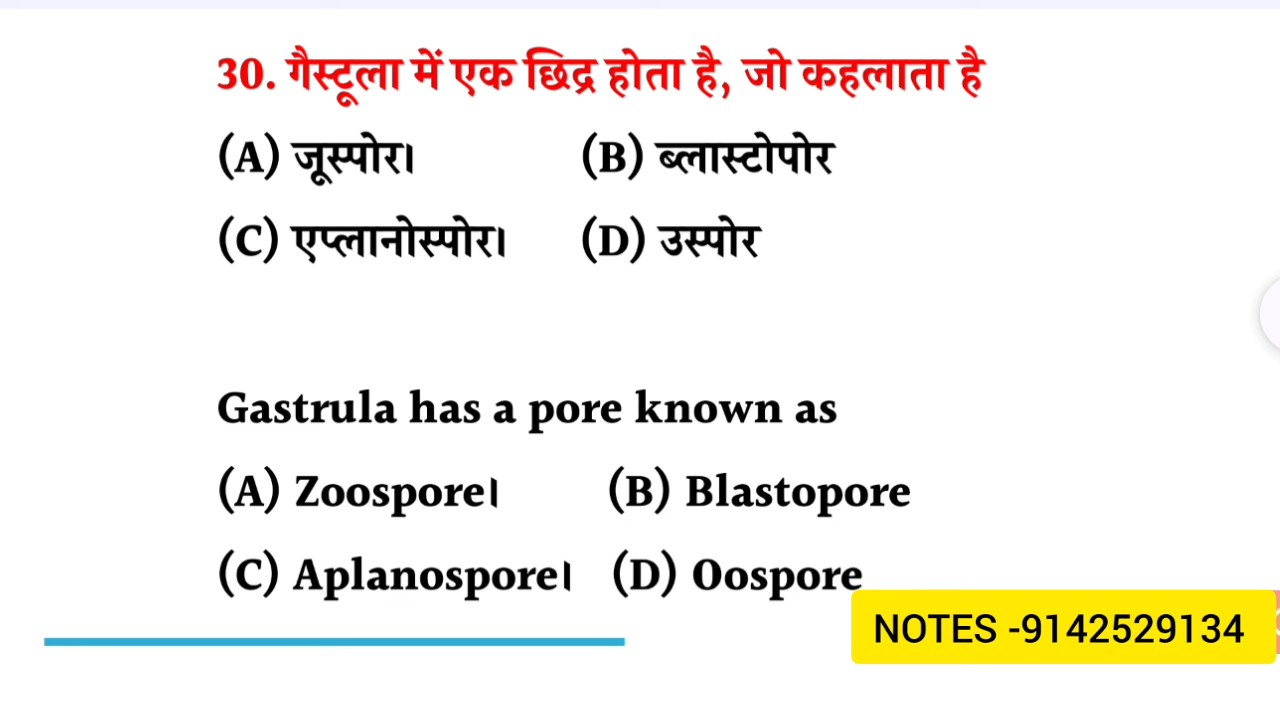 30. गैस्ट्रूला में एक छिद्र होता है, जो कहलाता है
(A) जूस्पोर। (B) ब्लास्टोपोर
(C) एप्लानोस्पोर। (D) उस्पोर
Gastrula has a pore known as
(A) Zoospore। (B) Blastopore
(C) Aplanospore। (D) Oospore
NOTES -9142529134